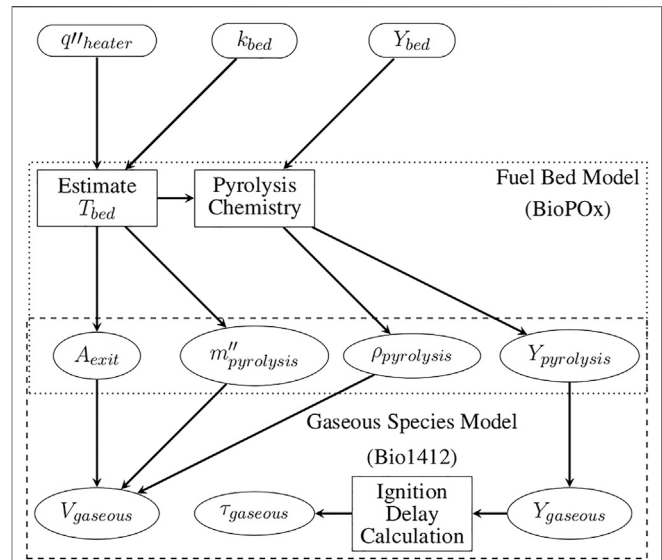 q′′heater
kbed
Ybed
Estimate
Tbed
Pyrolysis
Chemistry
Fuel Bed Model
(BioPOx)
Aexit
m′′pyrolysis
ρpyrolysis
Ypyrolysis
Gaseous Species Model
(Bio1412)
Vgaseous
τgaseous
Ignition
Delay
Calculation
Ygaseous